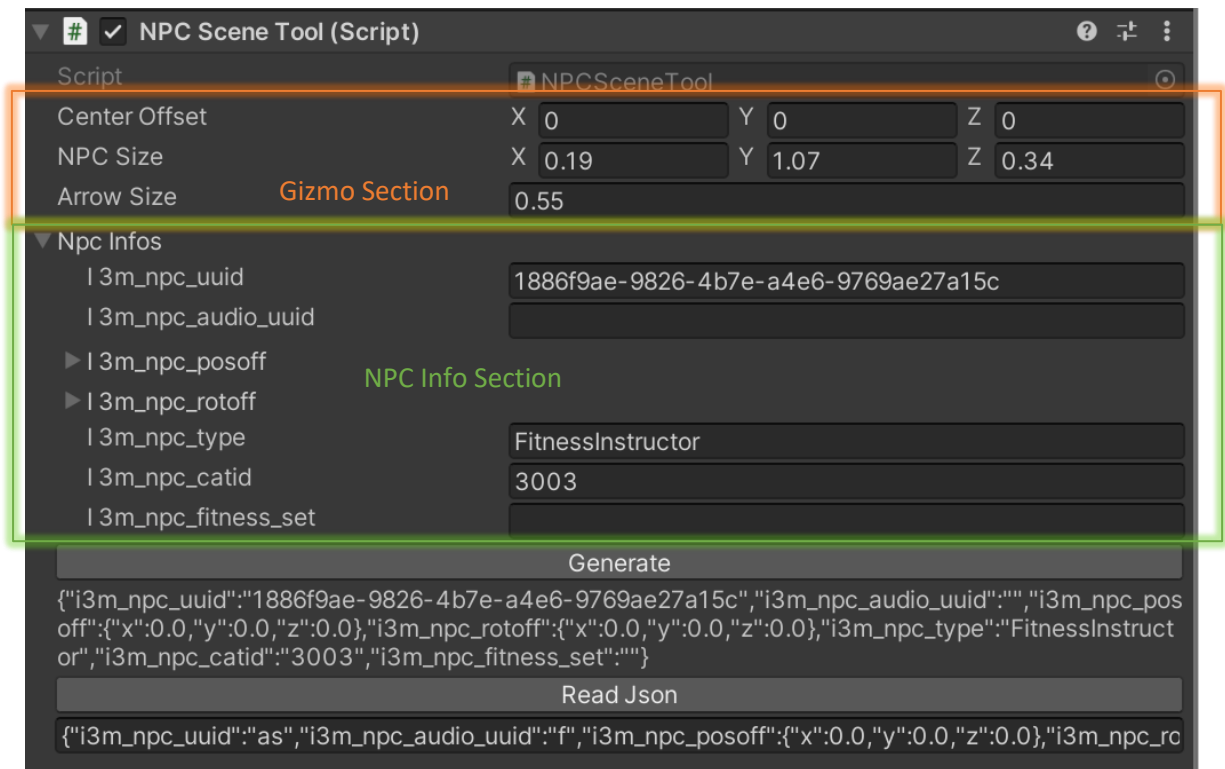 NPC Scene Tool (Script)
Script NPCSceneTool
Center Offset X 0 Y 0 Z 0
NPC Size X 0.19 Y 1.07 Z 0.34
Arrow Size Gizmo Section 0.55
Npc Infos
I 3m_npc_uuid 1886f9ae-9826-4b7e-a4e6-9769ae27a15c
I 3m_npc_audio_uuid
I 3m_npc_posoff
NPC Info Section
I 3m_npc_rotoff
I 3m_npc_type FitnessInstructor
I 3m_npc_catid 3003
I 3m_npc_fitness_set
Generate
{"i3m_npc_uuid":"1886f9ae-9826-4b7e-a4e6-9769ae27a15c","i3m_npc_audio_uuid":"","i3m_npc_pos
off":{"x":0.0,"y":0.0,"z":0.0},"i3m_npc_rotoff":{"x":0.0,"y":0.0,"z":0.0},"i3m_npc_type":"FitnessInstruct
or","i3m_npc_catid":"3003","i3m_npc_fitness_set":""}
Read Json
{"i3m_npc_uuid":"as","i3m_npc_audio_uuid":"f","i3m_npc_posoff":{"x":0.0,"y":0.0,"z":0.0},"i3m_npc_ro